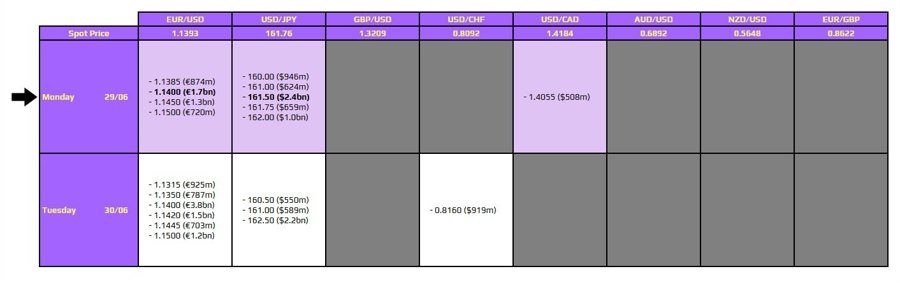 EUR/USD USD/JPY GBP/USD USD/CHF USD/CAD AUD/USD NZD/USD EUR/GBP
Spot Price 1.1393 161.76 1.3209 0.8092 1.4184 0.6892 0.5648 0.8622
Monday 29/06
- 1.1385 (€874m)
- 1.1400 (€1.7bn)
- 1.1450 (€1.3bn)
- 1.1500 (€720m)
- 160.00 ($946m)
- 161.00 ($624m)
- 161.50 ($2.4bn)
- 161.75 ($659m)
- 162.00 ($1.0bn)
- 1.4055 ($508m)
Tuesday 30/06
- 1.1315 (€925m)
- 1.1350 (€787m)
- 1.1400 (€3.8bn)
- 1.1420 (€1.5bn)
- 1.1445 (€703m)
- 1.1500 (€1.2bn)
- 160.50 ($550m)
- 161.00 ($589m)
- 162.50 ($2.2bn)
- 0.8160 ($919m)